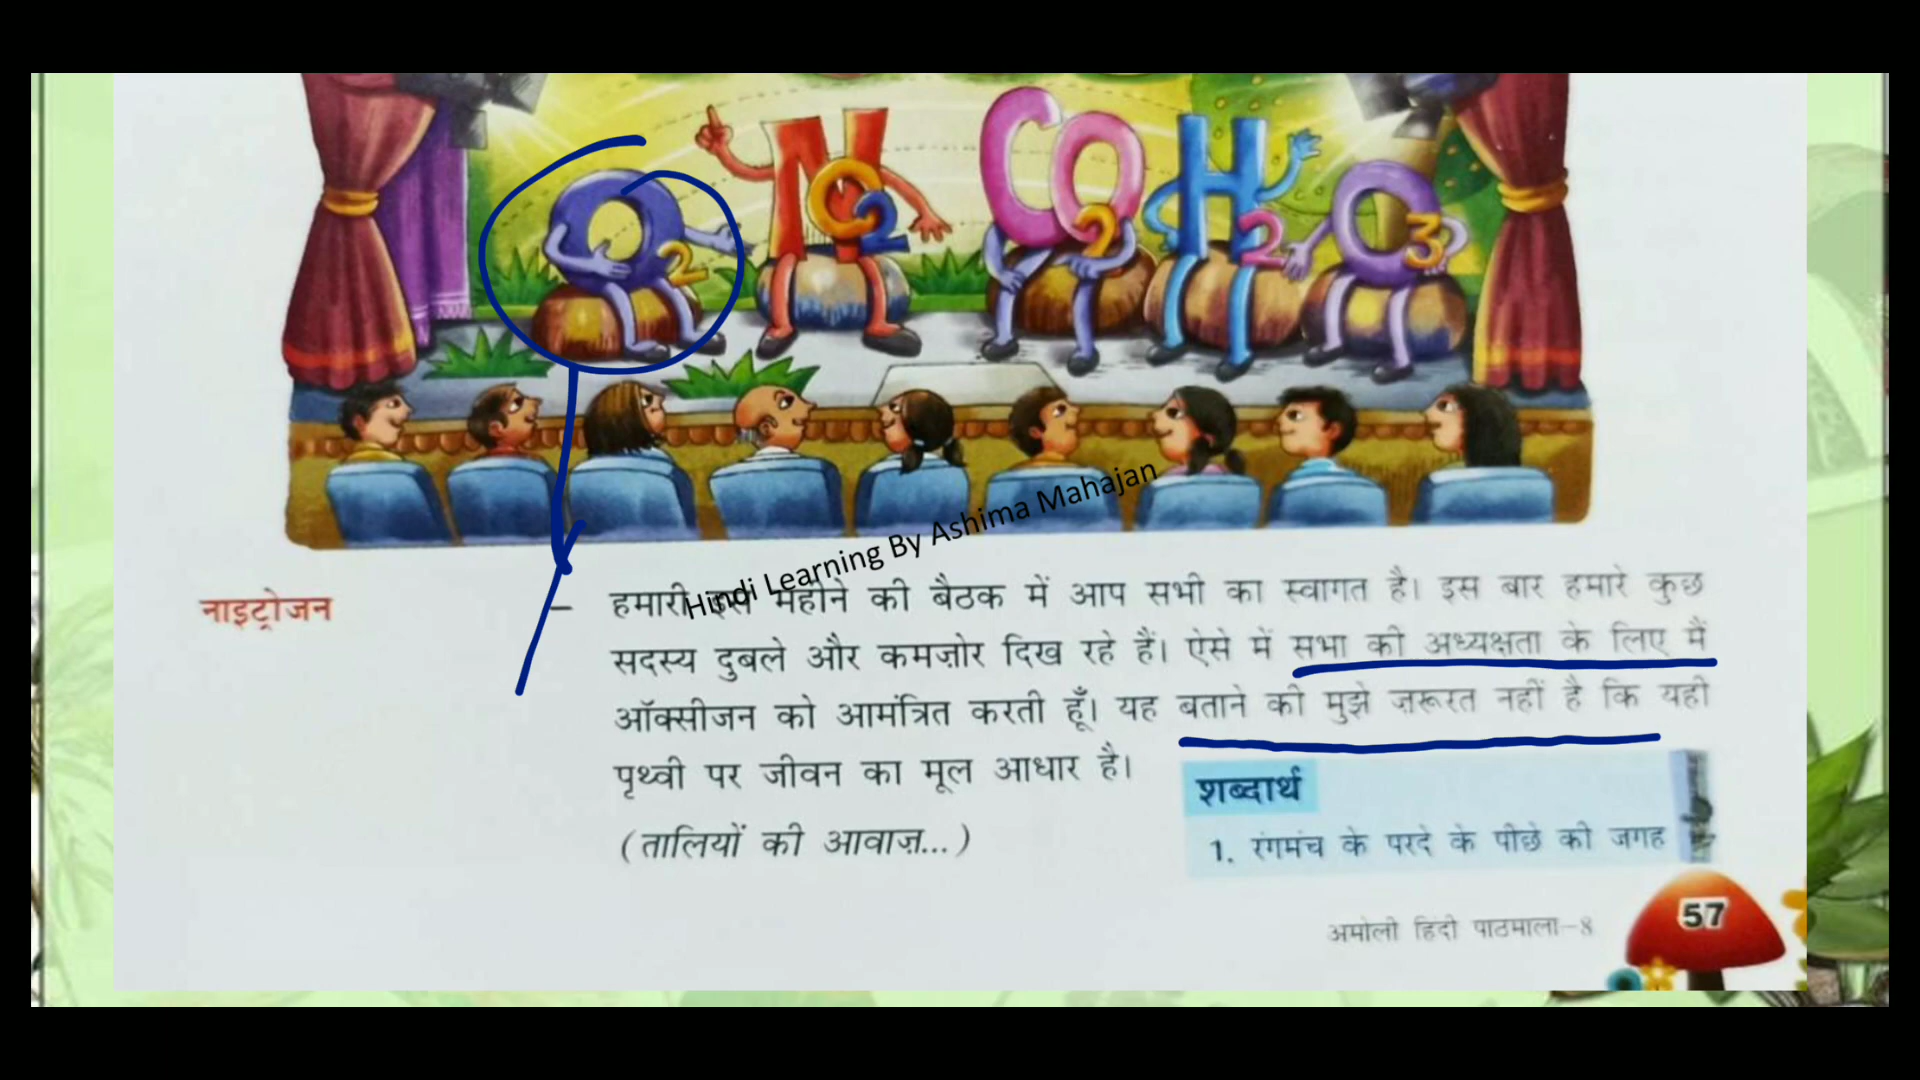 O2 NO2 CO2 H2 O3
Hindi Learning By Ashima Mahajan
नाइट्रोजन – हमारी इस महीने की बैठक में आप सभी का स्वागत है। इस बार हमारे कुछ
सदस्य दुबले और कमज़ोर दिख रहे हैं। ऐसे में सभा की अध्यक्षता के लिए मैं
ऑक्सीजन को आमंत्रित करती हूँ। यह बताने की मुझे ज़रूरत नहीं है कि यही
पृथ्वी पर जीवन का मूल आधार है।
(तालियों की आवाज़...)
शब्दार्थ
1. रंगमंच के परदे के पीछे की जगह
अमोली हिंदी पाठमाला-8
57